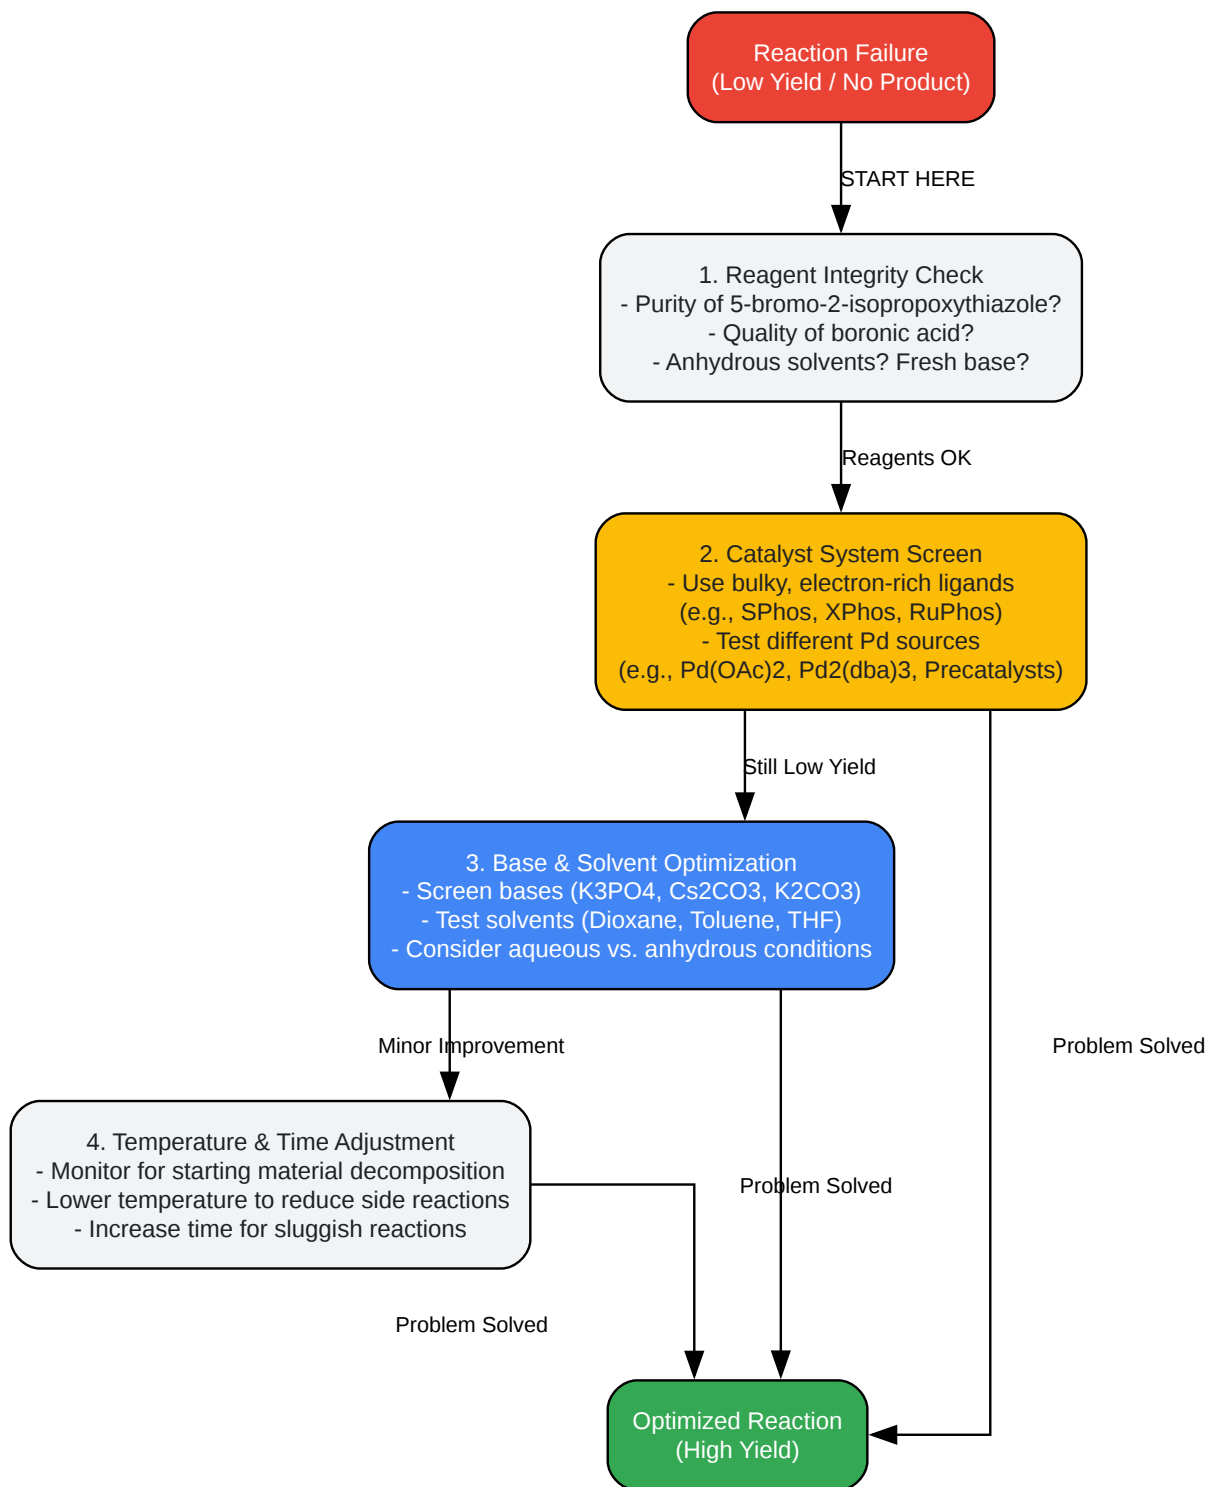 Reaction Failure
(Low Yield / No Product)
START HERE
1. Reagent Integrity Check
- Purity of 5-bromo-2-isopropoxythiazole?
- Quality of boronic acid?
- Anhydrous solvents? Fresh base?
Reagents OK
2. Catalyst System Screen
- Use bulky, electron-rich ligands
(e.g., SPhos, XPhos, RuPhos)
- Test different Pd sources
(e.g., Pd(OAc)2, Pd2(dba)3, Precatalysts)
Still Low Yield
3. Base & Solvent Optimization
- Screen bases (K3PO4, Cs2CO3, K2CO3)
- Test solvents (Dioxane, Toluene, THF)
- Consider aqueous vs. anhydrous conditions
Minor Improvement
Problem Solved
4. Temperature & Time Adjustment
- Monitor for starting material decomposition
- Lower temperature to reduce side reactions
- Increase time for sluggish reactions
Problem Solved
Problem Solved
Optimized Reaction
(High Yield)